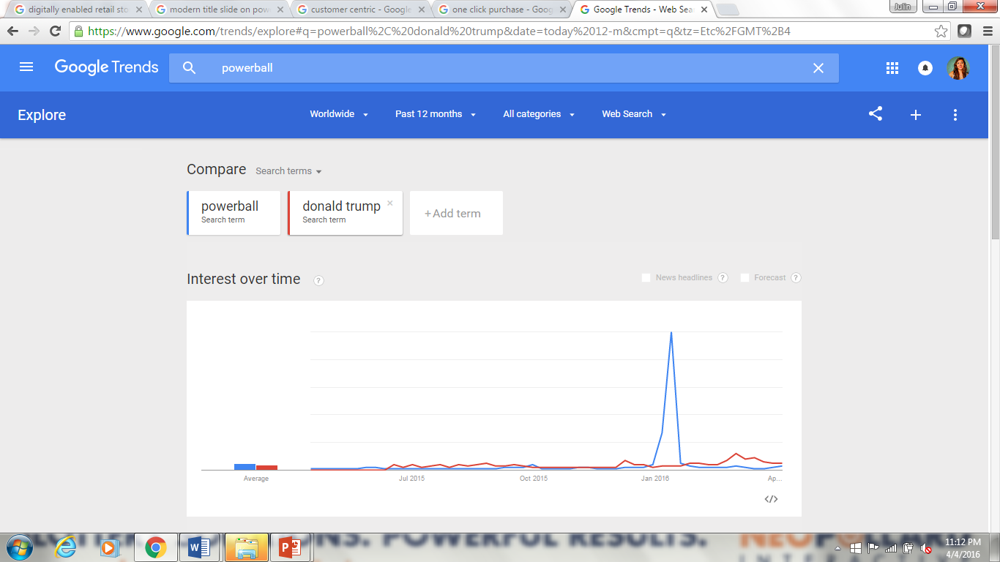 digitally enabled retail sto
modern title slide on pow
customer centric - Google
one click purchase - Goog
Google Trends - Web Sea
Julin
https://www.google.com/trends/explore#q=powerball%2C%20donald%20trump&date=today%2012-m&cmpt=q&tz=Etc%2FGMT%2B4
Google Trends
powerball
Explore
Worldwide
Past 12 months
All categories
Web Search
Compare
Search terms
powerball
Search term
donald trump
Search term
+Add term
Interest over time
?
News headlines
?
Forecast
?
Average
Jul 2015
Oct 2015
Jan 2016
Ap...
</>
POWERFUL RESULTS.
11:12 PM
4/4/2016